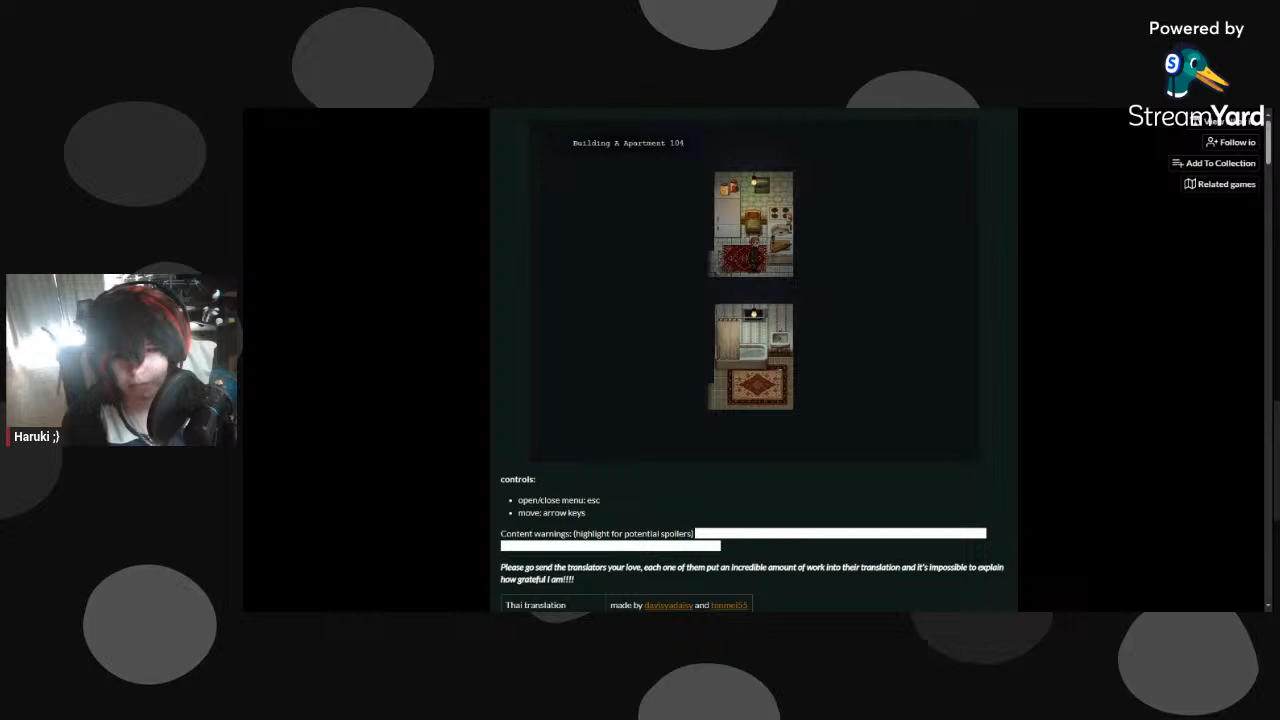 Powered by
StreamYard
Follow io
Add To Collection
Related games
Building A Apartment 104
Haruki ;}
controls:
open/close menu: esc
move: arrow keys
Content warnings: (highlight for potential spoilers)
Please go send the translators your love, each one of them put an incredible amount of work into their translation and it's impossible to explain
how grateful I am!!!!
Thai translation made by davisyadaisy and tonmei55